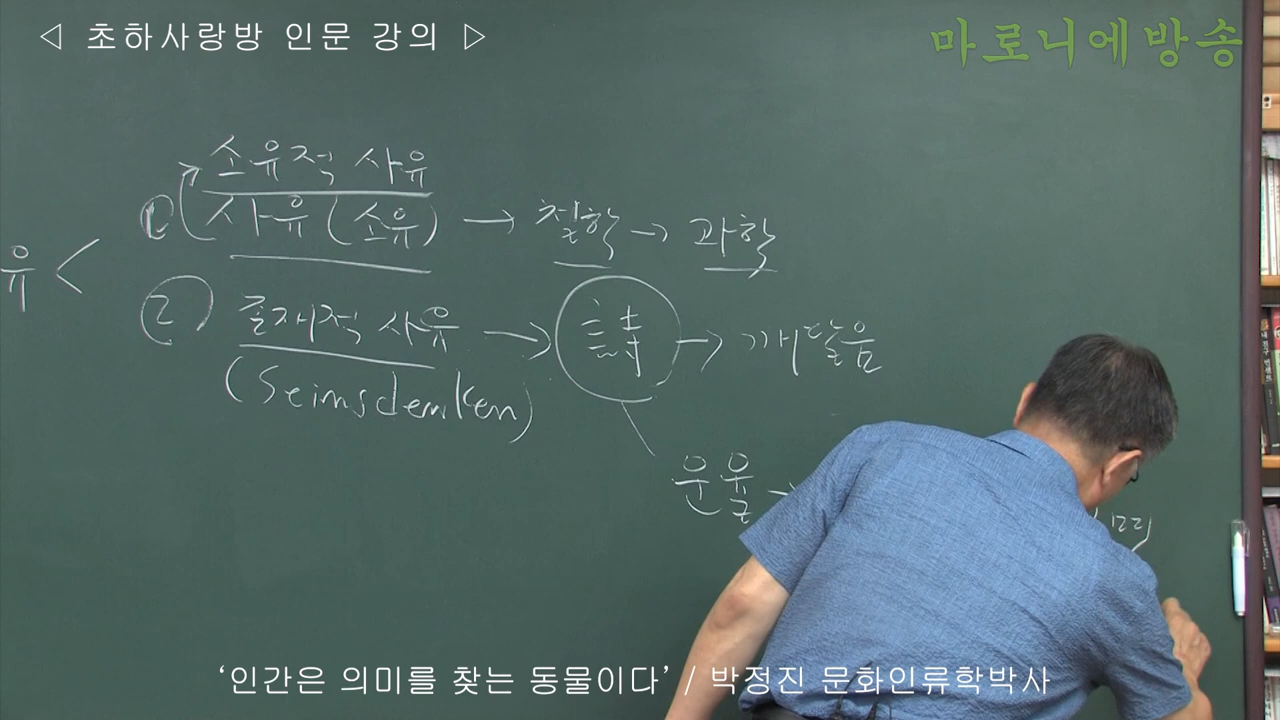 ◁ 초하사랑방 인문 강의 ▷
마로니에방송
소유적 사유
① 사유(소유) → 철학 → 과학
유 <
② 존재적 사유 → 詩 → 깨달음
(Seinsdenken)
운율 →
‘인간은 의미를 찾는 동물이다’ / 박정진 문화인류학박사